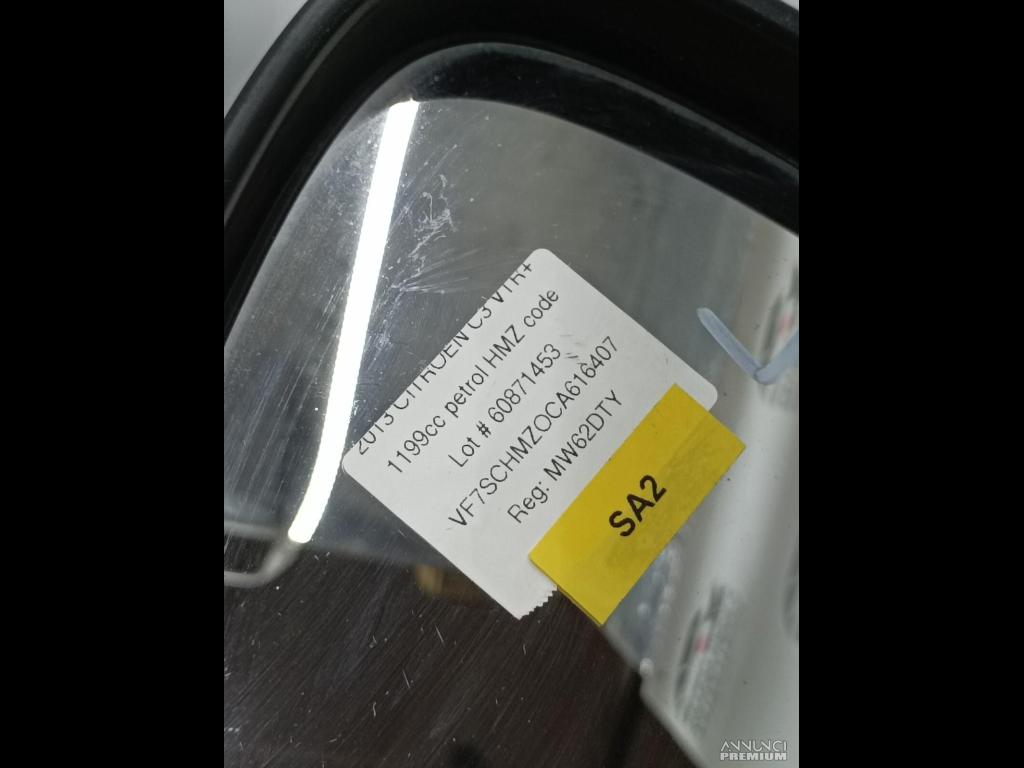 2013 CITROEN C3 VTR+
1199cc petrol HMZ code
Lot # 60871453
VF7SCHMZOCA616407
Reg: MW62DTY
SA2
ANNUNCI
PREMIUM